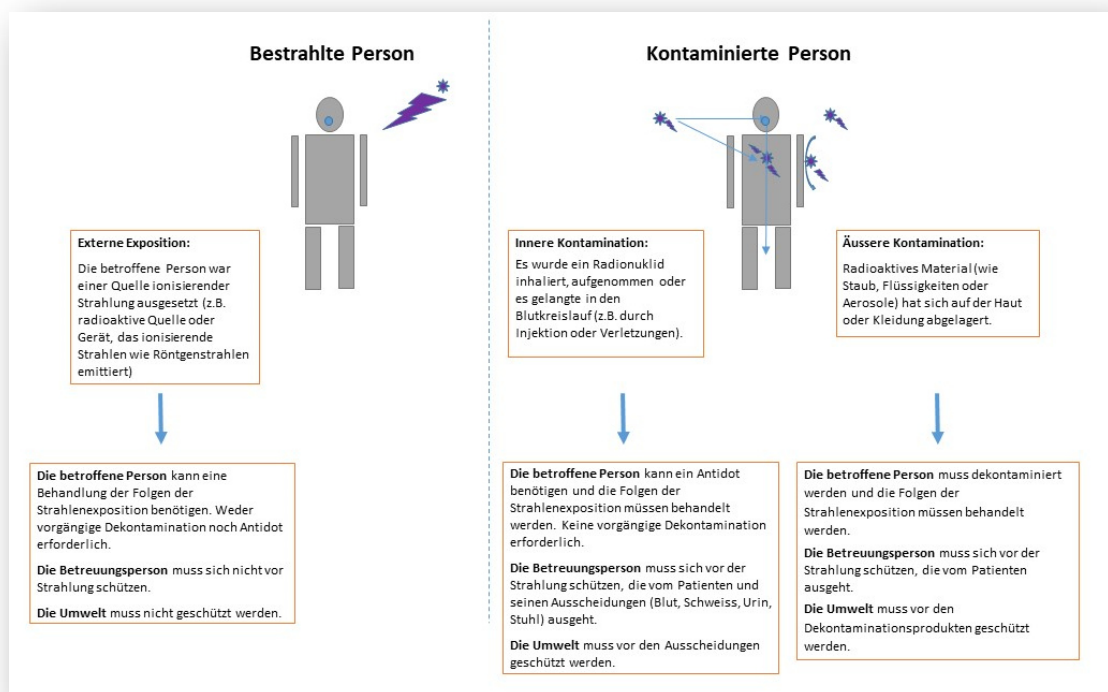 Bestrahlte Person
Externe Exposition:
Die betroffene Person war
einer Quelle ionisierender
Strahlung ausgesetzt (z.B.
radioaktive Quelle oder
Gerät, das ionisierende
Strahlen wie Röntgenstrahlen
emittiert)
Die betroffene Person kann eine
Behandlung der Folgen der
Strahlenexposition benötigen. Weder
vorgängige Dekontamination noch Antidot
erforderlich.
Die Betreuungsperson muss sich nicht vor
Strahlung schützen.
Die Umwelt muss nicht geschützt werden.
Kontaminierte Person
Innere Kontamination:
Es wurde ein Radionuklid
inhaliert, aufgenommen oder
es gelangte in den
Blutkreislauf (z.B. durch
Injektion oder Verletzungen).
Die betroffene Person kann ein Antidot
benötigen und die Folgen der
Strahlenexposition müssen behandelt
werden. Keine vorgängige Dekontamination
erforderlich.
Die Betreuungsperson muss sich vor der
Strahlung schützen, die vom Patienten und
seinen Ausscheidungen (Blut, Schweiss, Urin,
Stuhl) ausgeht.
Die Umwelt muss vor den Ausscheidungen
geschützt werden.
Äussere Kontamination:
Radioaktives Material (wie
Staub, Flüssigkeiten oder
Aerosole) hat sich auf der Haut
oder Kleidung abgelagert.
Die betroffene Person muss dekontaminiert
werden und die Folgen der
Strahlenexposition müssen behandelt
werden.
Die Betreuungsperson muss sich vor der
Strahlung schützen, die vom Patienten
ausgeht.
Die Umwelt muss vor den
Dekontaminationsprodukten geschützt
werden.